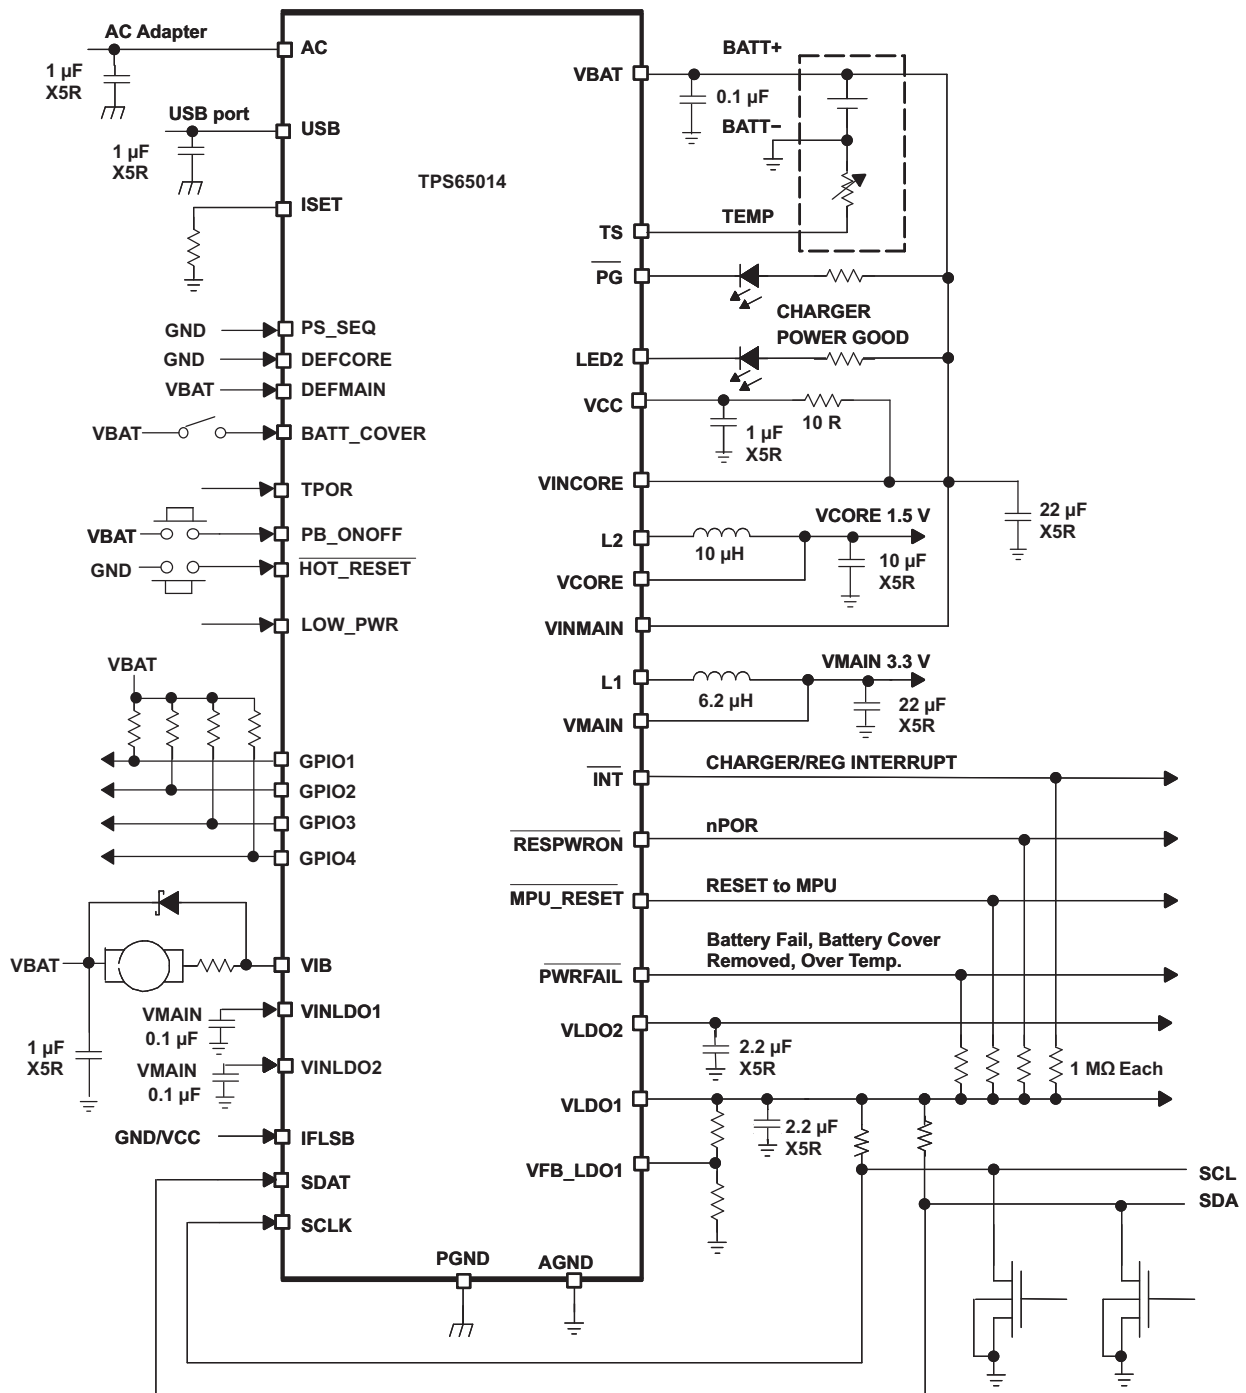 AC Adapter
AC
1 µF
X5R
USB port
USB
1 µF
X5R
TPS65014
ISET
GND
PS_SEQ
GND
DEFCORE
VBAT
DEFMAIN
VBAT
BATT_COVER
TPOR
VBAT
PB_ONOFF
GND
HOT_RESET
LOW_PWR
VBAT
GPIO1
GPIO2
GPIO3
GPIO4
VBAT
VIB
VMAIN
0.1 µF
VINLDO1
1 µF
X5R
VMAIN
0.1 µF
VINLDO2
GND/VCC
IFLSB
SDAT
SCLK
PGND
AGND
BATT+
VBAT
0.1 µF
BATT−
TEMP
TS
PG
CHARGER
POWER GOOD
LED2
VCC
10 R
1 µF
X5R
VINCORE
22 µF
X5R
VCORE 1.5 V
L2
10 µH
10 µF
X5R
VCORE
VINMAIN
VMAIN 3.3 V
L1
6.2 µH
22 µF
X5R
VMAIN
CHARGER/REG INTERRUPT
INT
nPOR
RESPWRON
RESET to MPU
MPU_RESET
Battery Fail, Battery Cover
Removed, Over Temp.
PWRFAIL
VLDO2
2.2 µF
X5R
1 MΩ Each
VLDO1
2.2 µF
X5R
VFB_LDO1
SCL
SDA